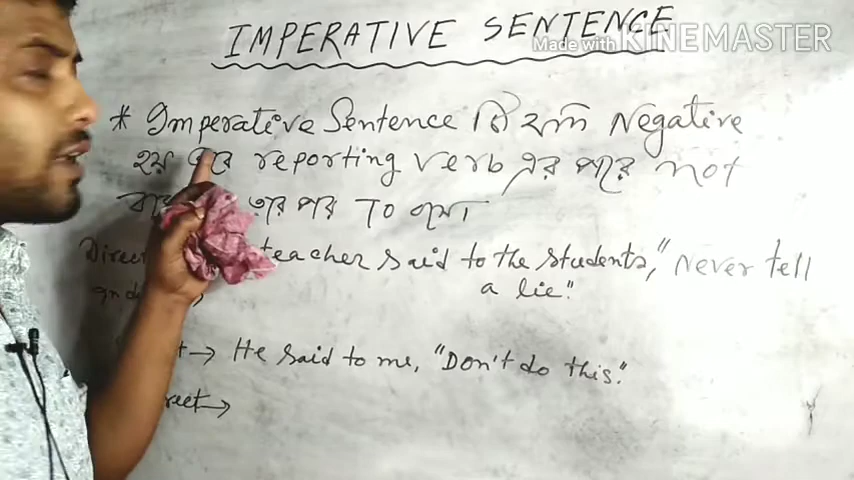 IMPERATIVE SENTENCE
Made with KINEMASTER
* Imperative Sentence টি যদি Negative
হয় তবে reporting verb এর পরে not
তার পর To
Direct teacher said to the students, "Never tell
a lie."
He said to me, "Don't do this."